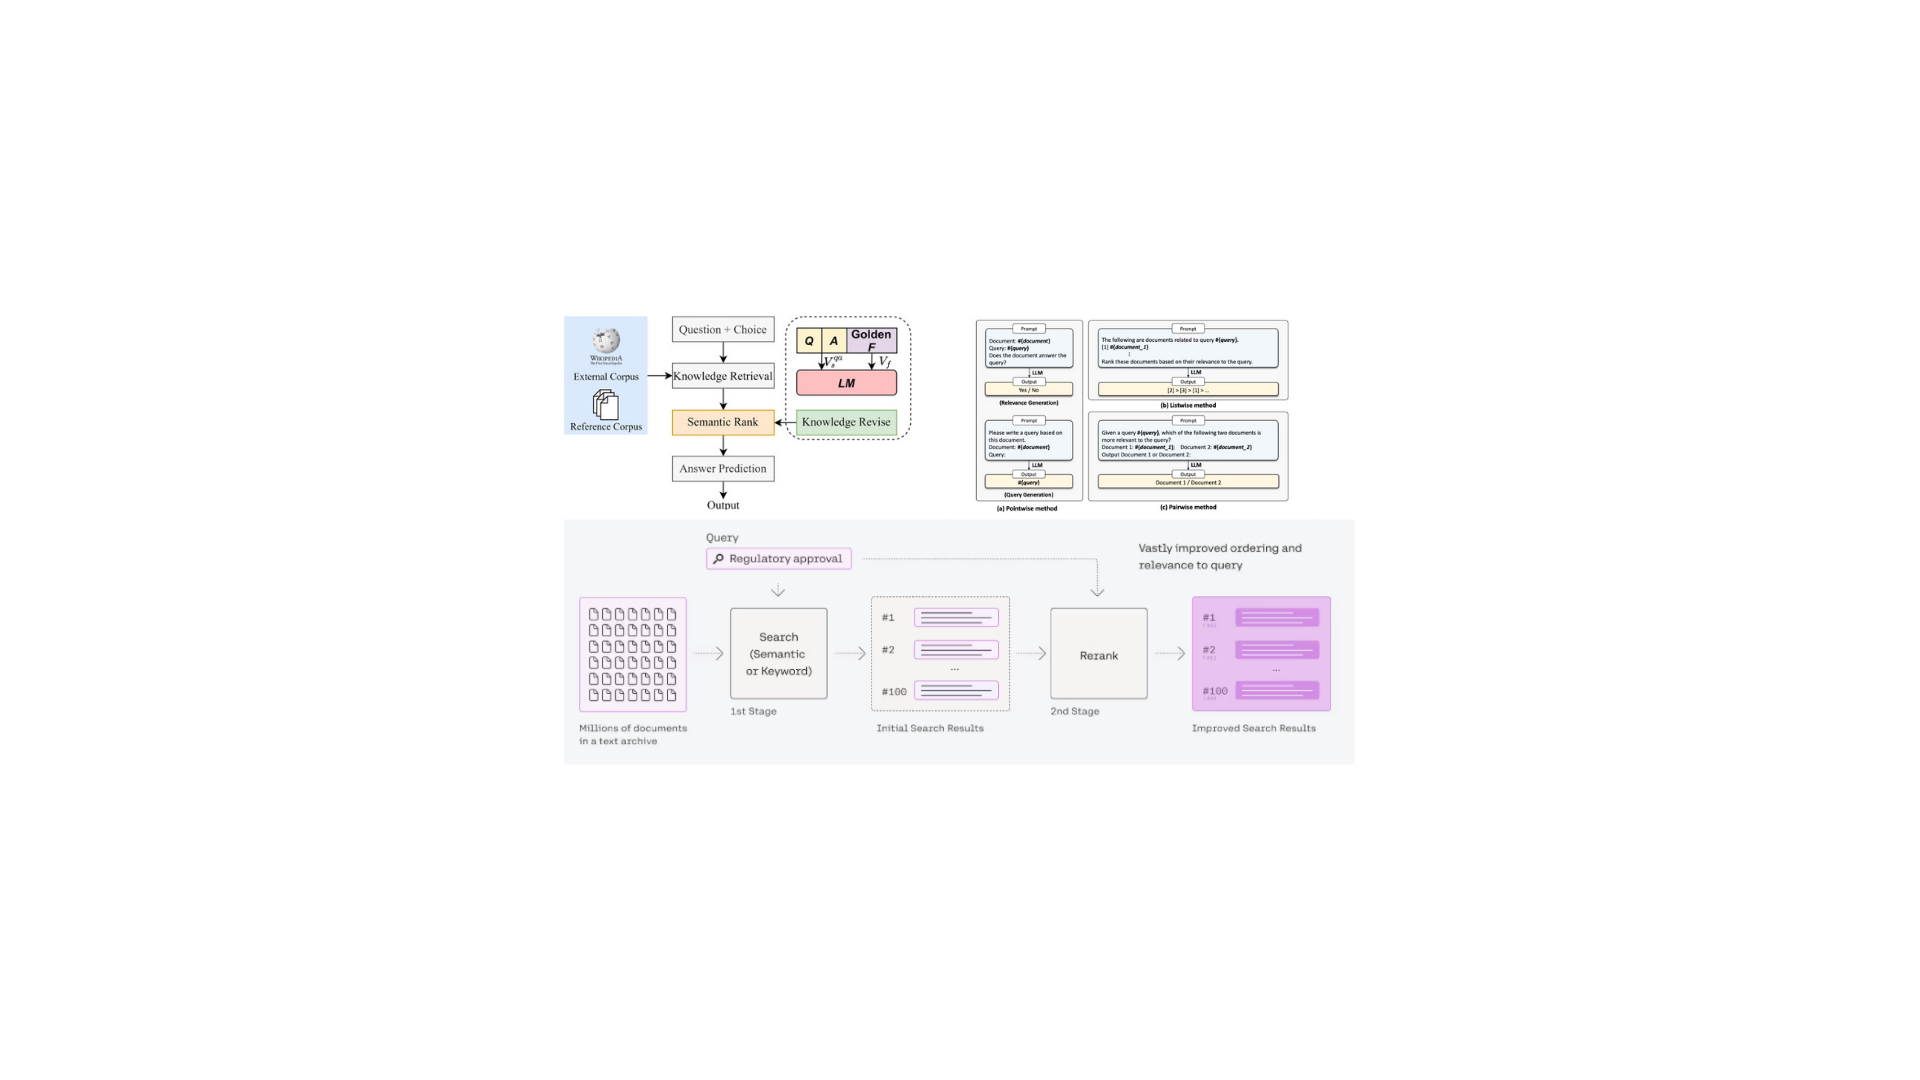 WIKIPEDIA
The Free Encyclopedia
External Corpus
Reference Corpus
Question + Choice
Knowledge Retrieval
Semantic Rank
Answer Prediction
Output
Q A Golden F
V_s^{qa} V_f
LM
Knowledge Revise
Prompt
Document: #{document}
Query: #{query}
Does the document answer the
query?
LLM
Output
Yes / No
(Relevance Generation)
Prompt
Please write a query based on
this document.
Document: #{document}
Query:
LLM
Output
#{query}
(Query Generation)
(a) Pointwise method
Prompt
The following are documents related to query #{query}.
[1] #{document_1}
⋮
Rank these documents based on their relevance to the query.
LLM
Output
[2] > [3] > [1] > ...
(b) Listwise method
Prompt
Given a query #{query}, which of the following two documents is
more relevant to the query?
Document 1: #{document_1}; Document 2: #{document_2}
Output Document 1 or Document 2:
LLM
Output
Document 1 / Document 2
(c) Pairwise method
Query
Regulatory approval
Vastly improved ordering and
relevance to query
Millions of documents
in a text archive
Search
(Semantic
or Keyword)
1st Stage
#1
#2
...
#100
Initial Search Results
Rerank
2nd Stage
#1
#2
...
#100
Improved Search Results